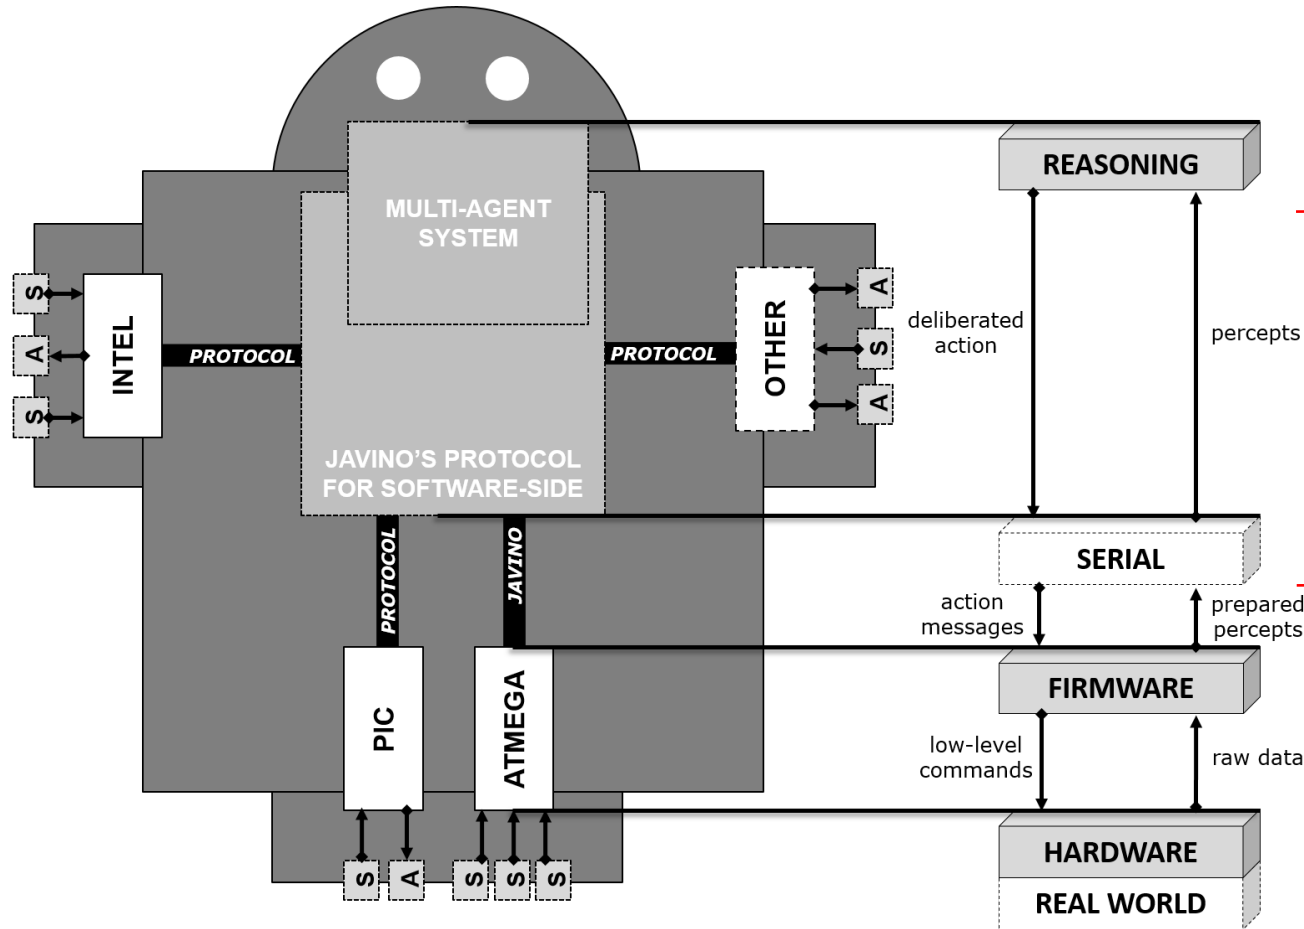 REASONING
MULTI-AGENT
SYSTEM
S
A
S
INTEL
PROTOCOL
PROTOCOL
OTHER
A
S
A
deliberated
action
percepts
JAVINO'S PROTOCOL
FOR SOFTWARE-SIDE
PROTOCOL
JAVINO
SERIAL
action
messages
prepared
percepts
PIC
ATMEGA
FIRMWARE
low-level
commands
raw data
S
A
S
S
S
HARDWARE
REAL WORLD